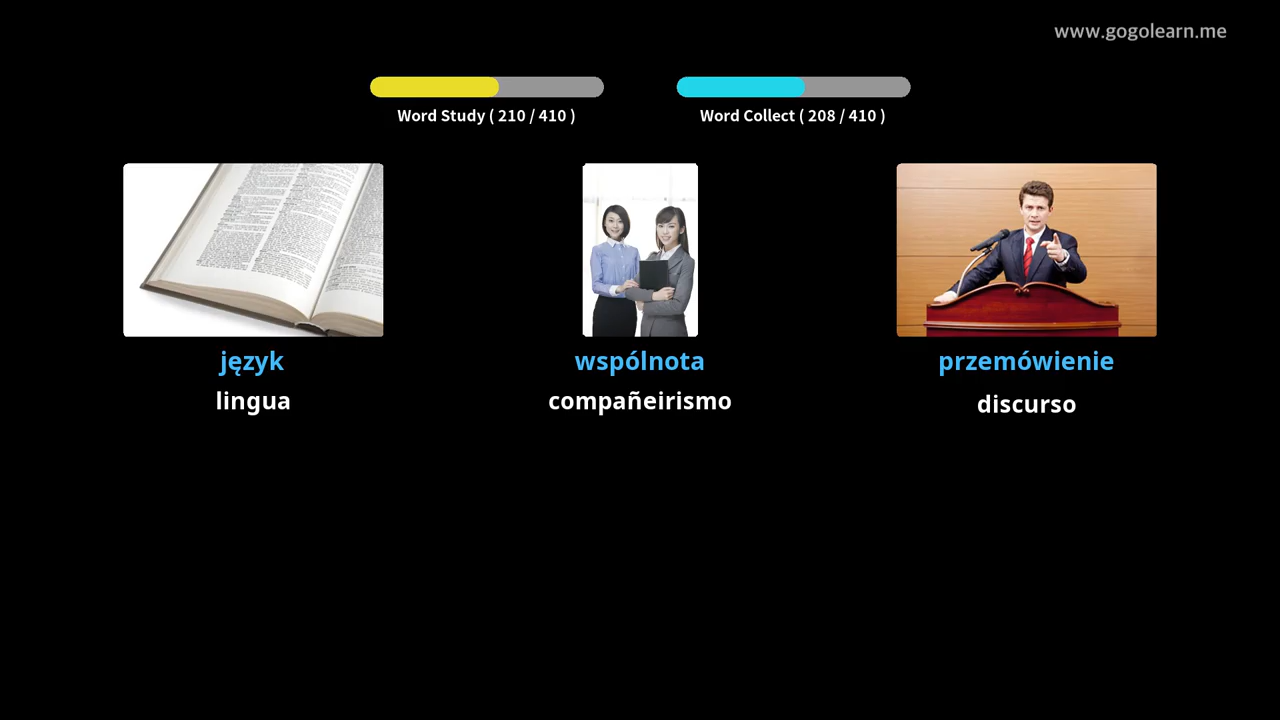 www.gogolearn.me
Word Study ( 210 / 410 )
Word Collect ( 208 / 410 )
język
wspólnota
przemówienie
lingua
compañeirismo
discurso